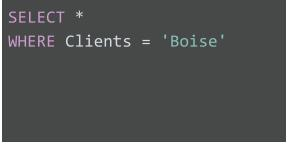 SELECT *
WHERE Clients = 'Boise'